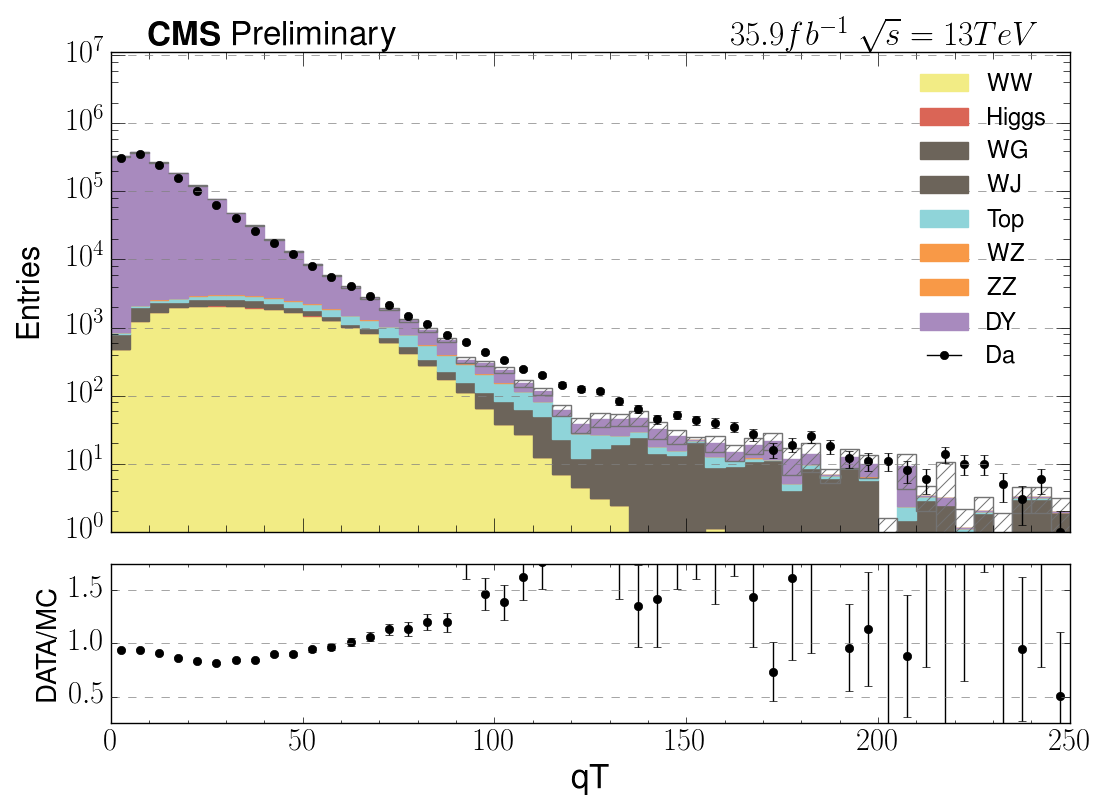 CMS Preliminary 35.9fb⁻¹ √s = 13TeV
10⁷
10⁶
10⁵
10⁴
10³
10²
10¹
10⁰
Entries
WW
Higgs
WG
WJ
Top
WZ
ZZ
DY
Da
1.5
1.0
0.5
DATA/MC
0 50 100 150 200 250
qT